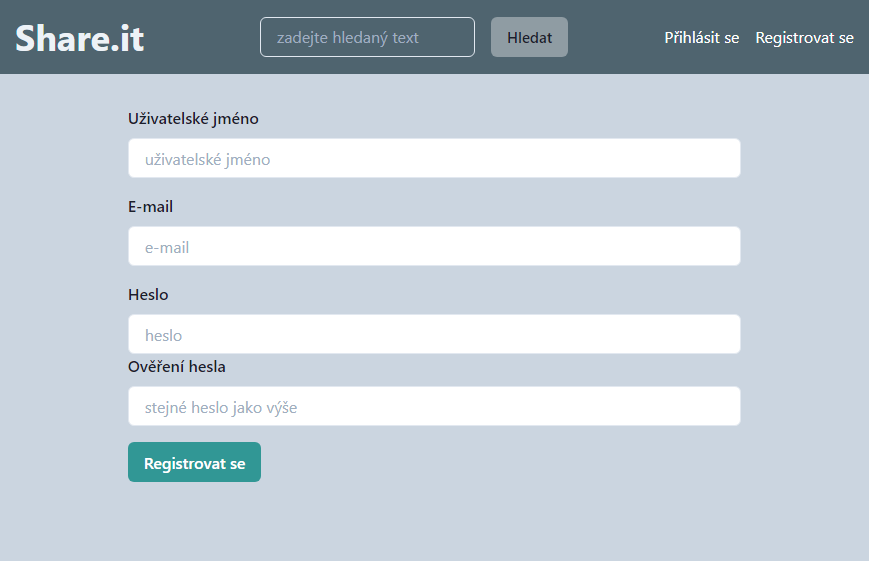 Share.it
zadejte hledaný text
Hledat
Přihlásit se
Registrovat se
Uživatelské jméno
uživatelské jméno
E-mail
e-mail
Heslo
heslo
Ověření hesla
stejné heslo jako výše
Registrovat se